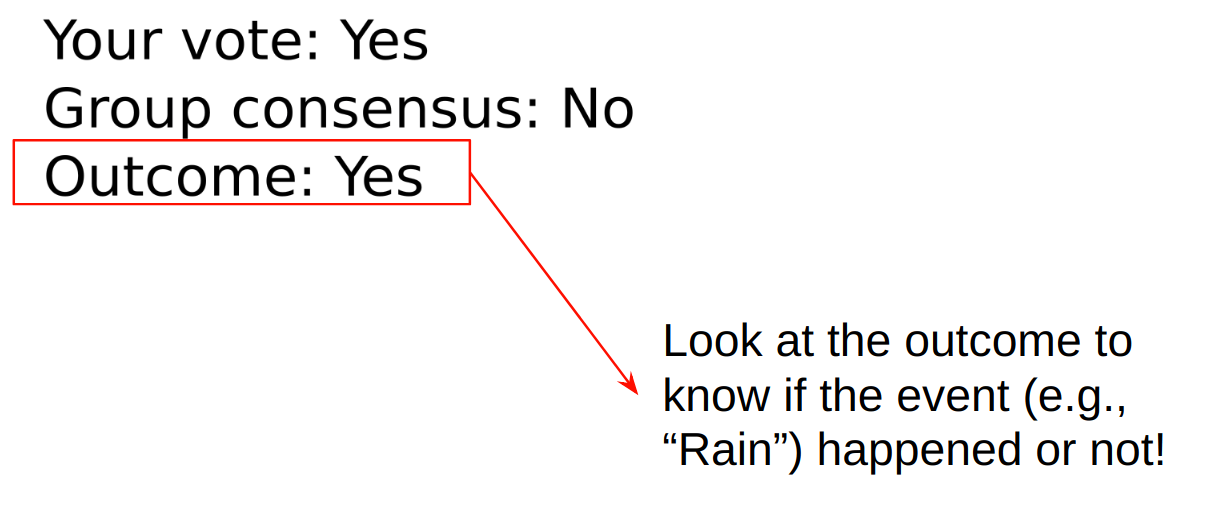 Your vote: Yes
Group consensus: No
Outcome: Yes
Look at the outcome to
know if the event (e.g.,
“Rain”) happened or not!